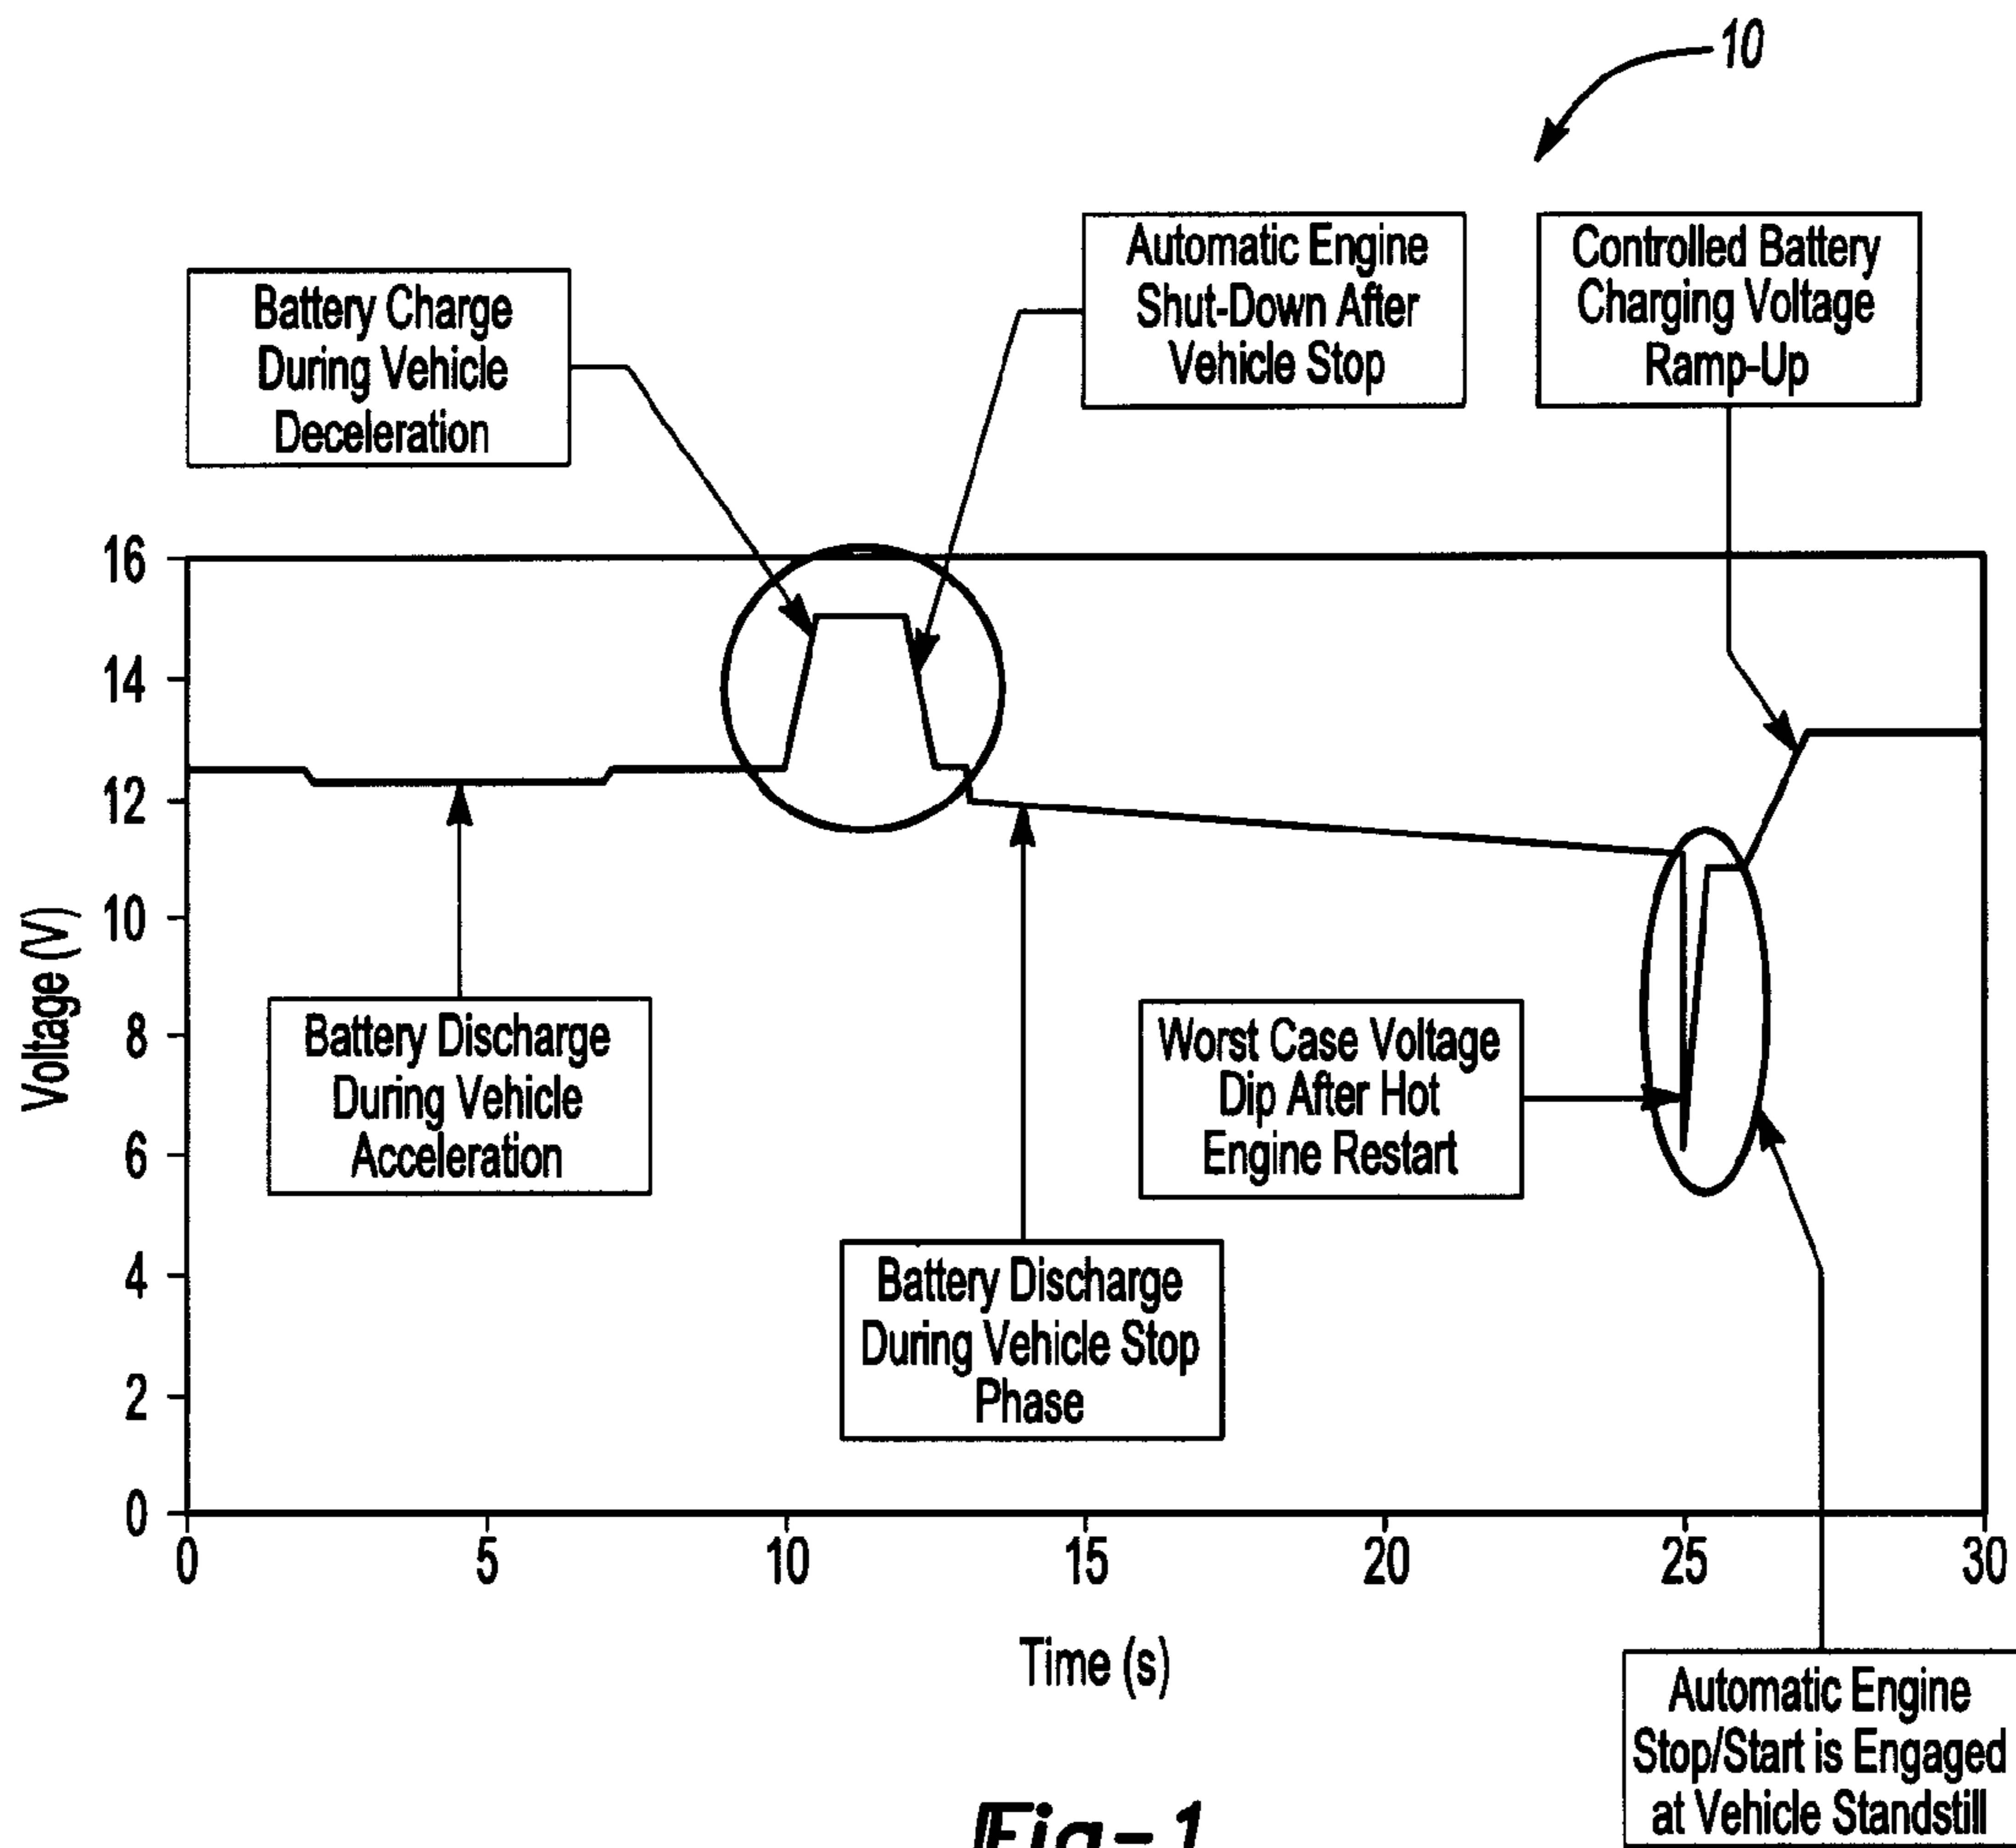 10
Battery Charge
During Vehicle
Deceleration
Automatic Engine
Shut-Down After
Vehicle Stop
Controlled Battery
Charging Voltage
Ramp-Up
16
14
12
10
8
6
4
2
0
Voltage (V)
Battery Discharge
During Vehicle
Acceleration
Worst Case Voltage
Dip After Hot
Engine Restart
Battery Discharge
During Vehicle Stop
Phase
0 5 10 15 20 25 30
Time (s)
Automatic Engine
Stop/Start is Engaged
at Vehicle Standstill
Fig-1